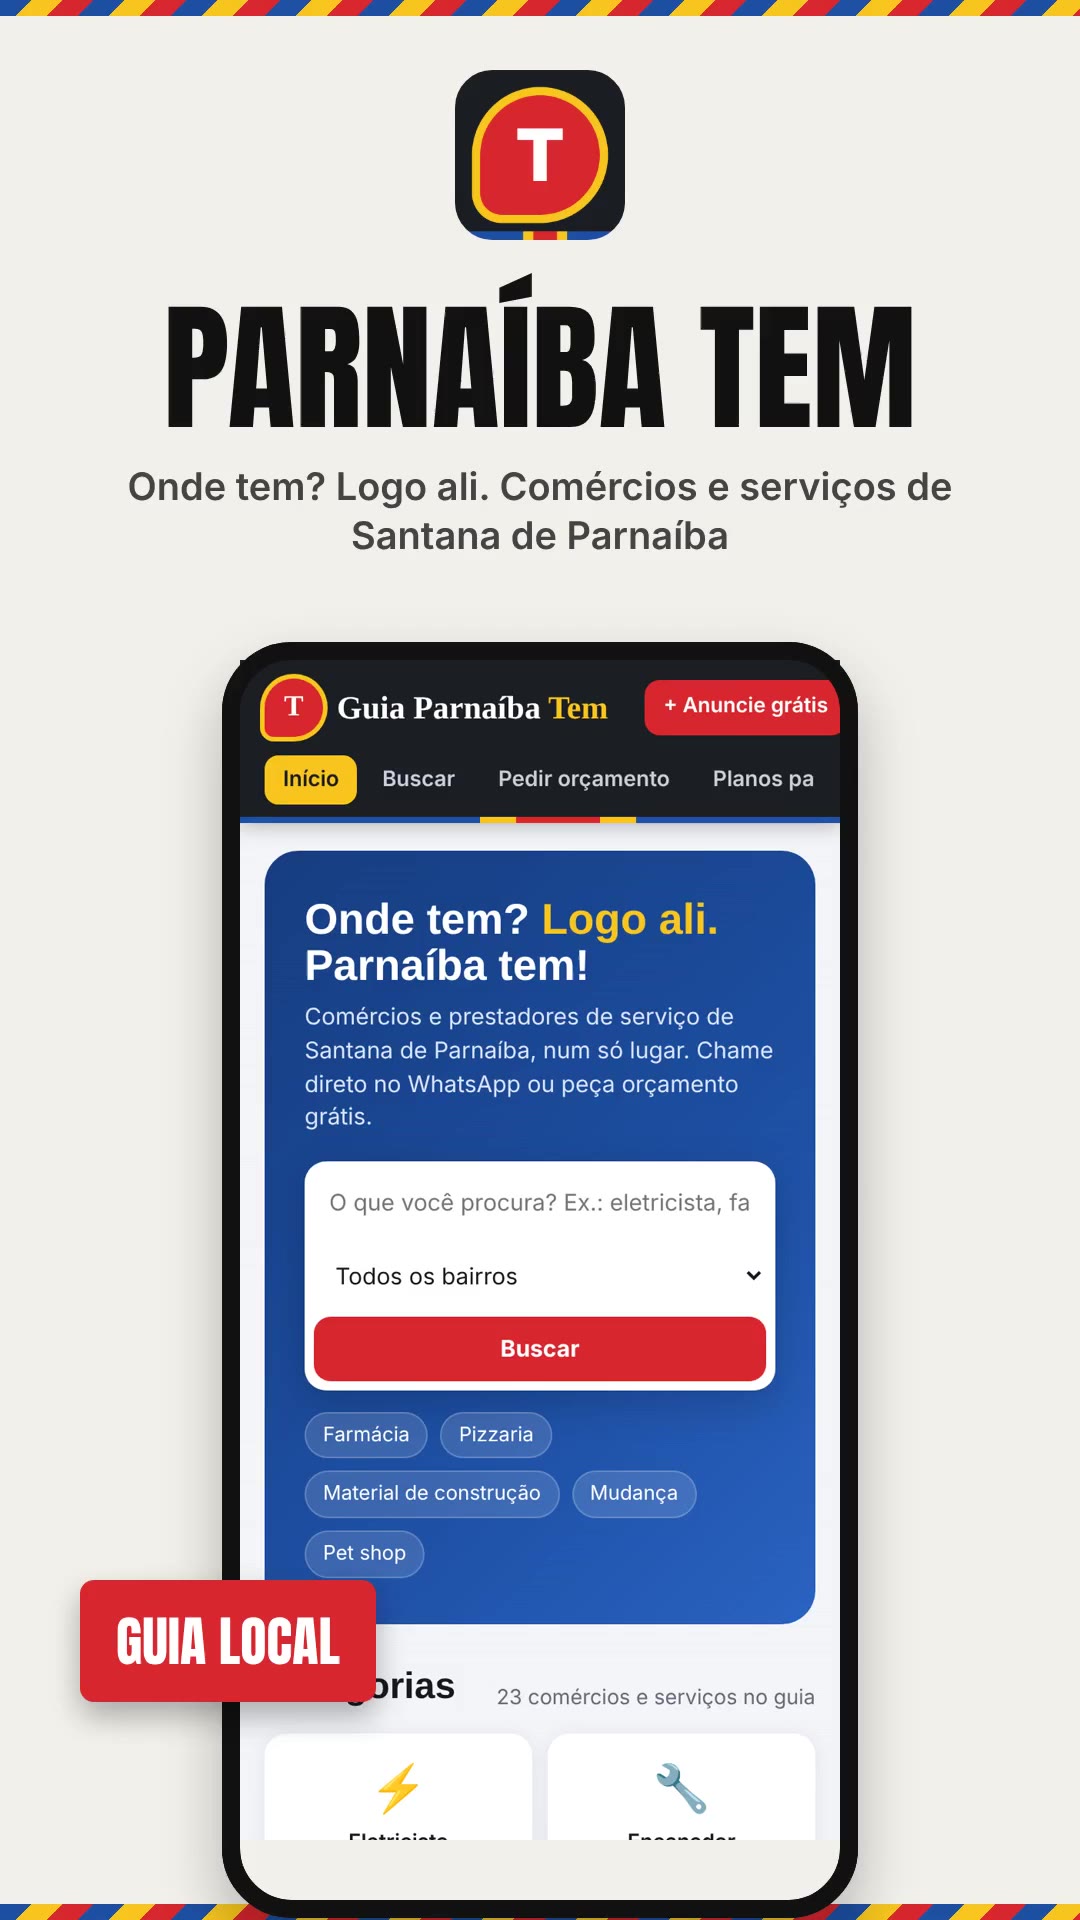 T
PARNAÍBA TEM
Onde tem? Logo ali. Comércios e serviços de
Santana de Parnaíba
T Guia Parnaíba Tem + Anuncie grátis
Início Buscar Pedir orçamento Planos pa
Onde tem? Logo ali.
Parnaíba tem!
Comércios e prestadores de serviço de
Santana de Parnaíba, num só lugar. Chame
direto no WhatsApp ou peça orçamento
grátis.
O que você procura? Ex.: eletricista, fa
Todos os bairros
Buscar
Farmácia Pizzaria
Material de construção Mudança
Pet shop
GUIA LOCAL
gorias 23 comércios e serviços no guia